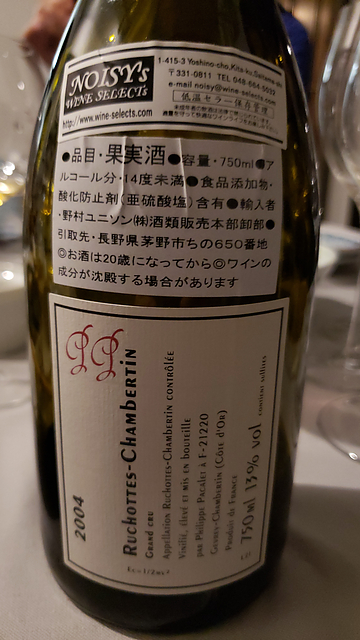 NOISY's
WINE SELECTS
http://www.wine-selects.com
1-415-3 Yoshino-cho, Kita-ku, Saitama
〒331-0811 TEL 048-664-5033
e-mail noisy@wine-selects.com
低温セラー保存管理
●品目・果実酒●容量・750ml●ア
ルコール分・14度未満●食品添加物・
酸化防止剤(亜硫酸塩)含有●輸入者
・野村ユニソン(株)酒類販売本部卸部●
引取先・長野県茅野市ちの650番地
◎お酒は20歳になってから◎ワインの
成分が沈殿する場合があります
PP
2004
RUCHOTTES-CHAMBERTIN
GRAND CRU
APPELLATION RUCHOTTES-CHAMBERTIN CONTRÔLÉE
VINIFIÉ, ÉLEVÉ ET MIS EN BOUTEILLE
PAR PHILIPPE PACALET À F-21220
GEVREY-CHAMBERTIN (CÔTE D'OR)
PRODUIT DE FRANCE
750 ml 13% vol CONTIENT SULFITES